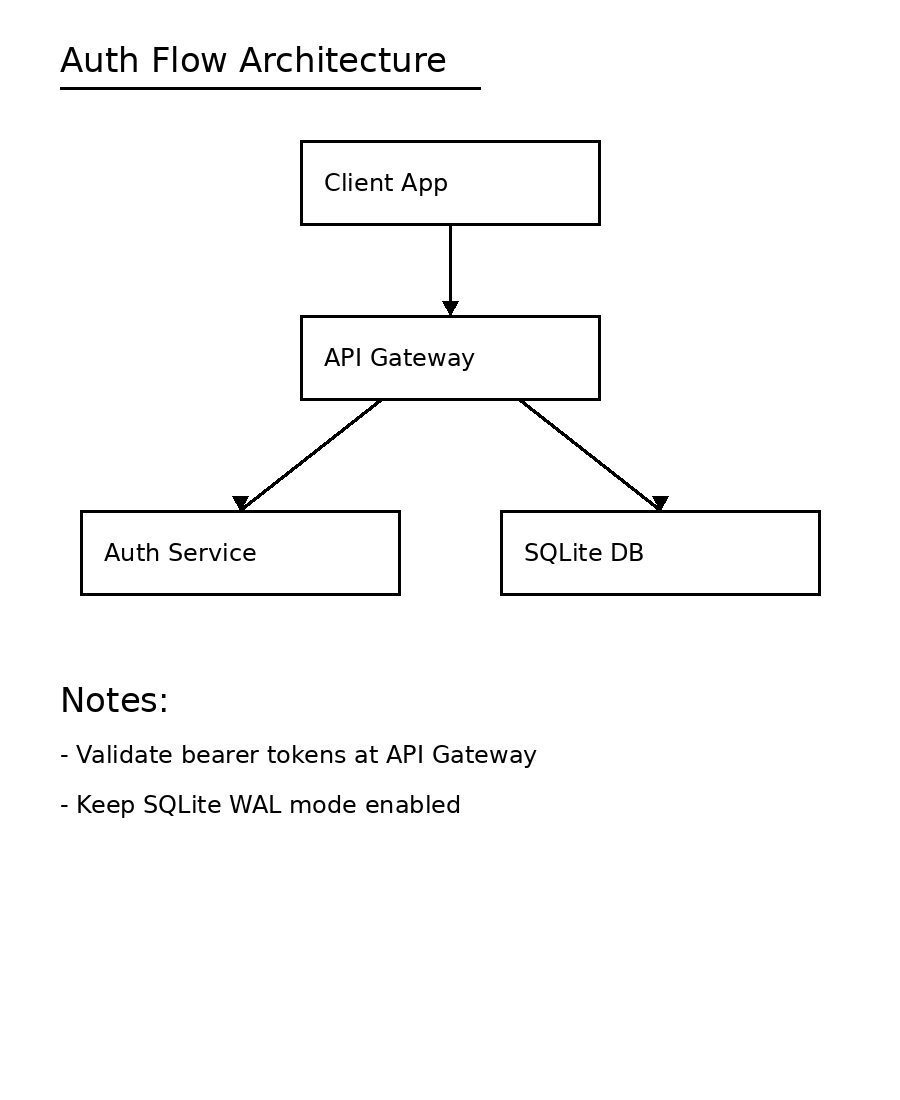 Auth Flow Architecture
Client App
API Gateway
Auth Service
SQLite DB
Notes:
- Validate bearer tokens at API Gateway
- Keep SQLite WAL mode enabled